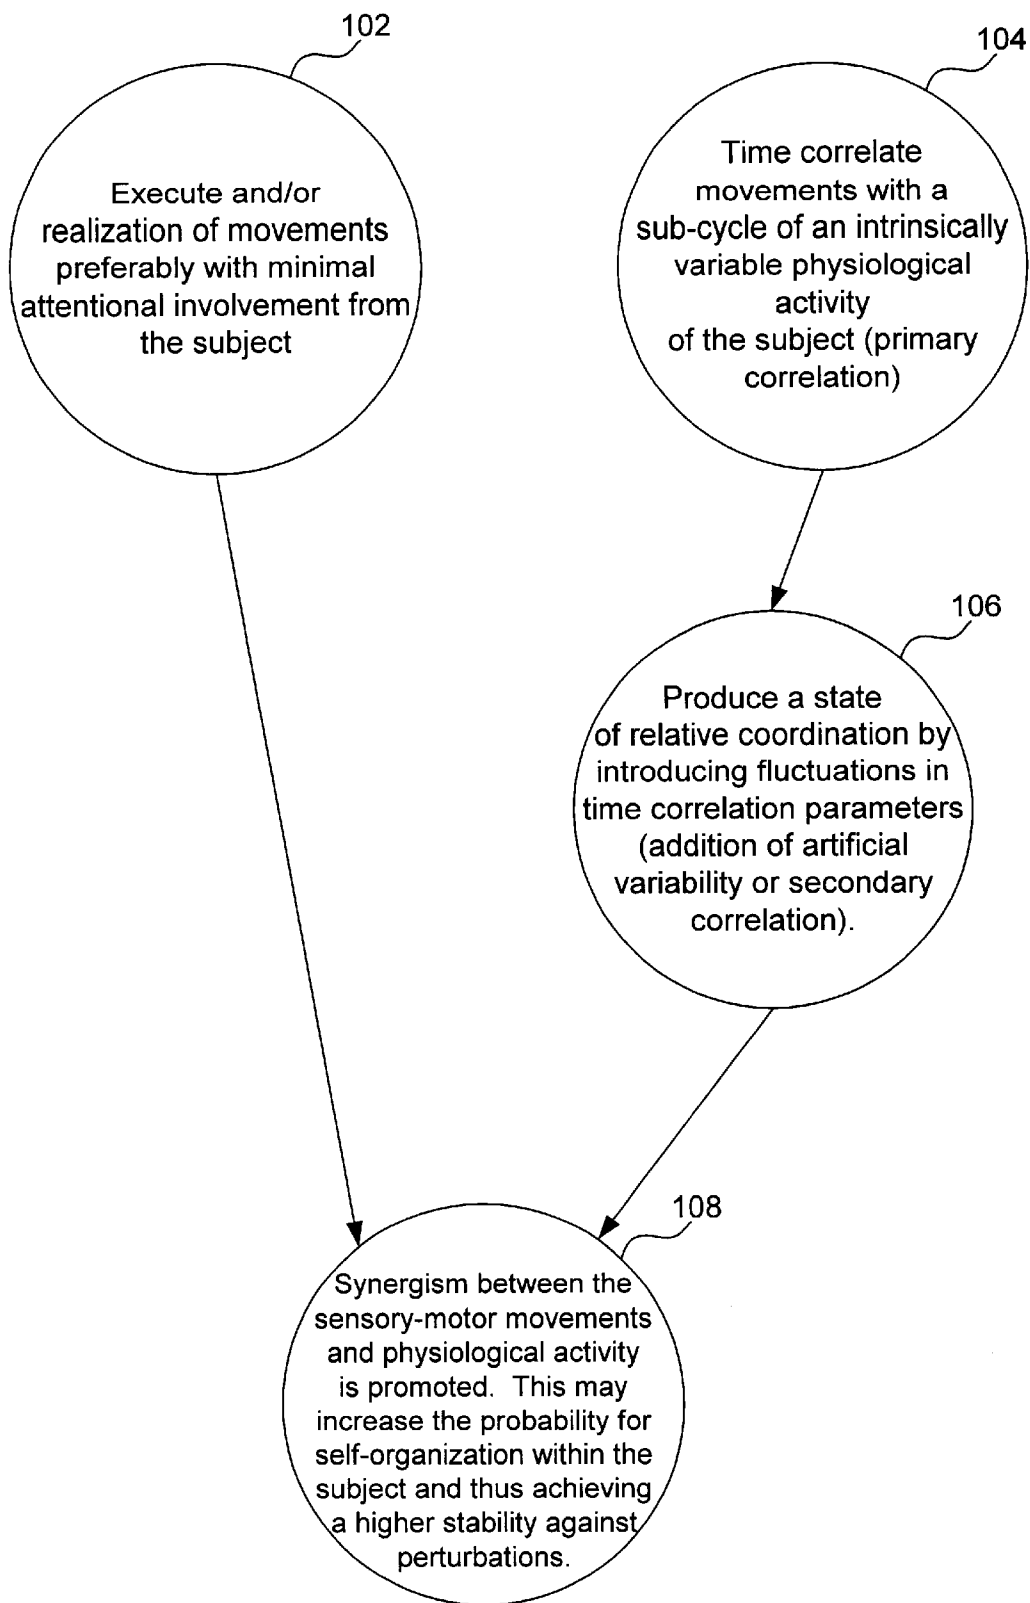 102
Execute and/or
realization of movements
preferably with minimal
attentional involvement from
the subject
104
Time correlate
movements with a
sub-cycle of an intrinsically
variable physiological
activity
of the subject (primary
correlation)
106
Produce a state
of relative coordination by
introducing fluctuations in
time correlation parameters
(addition of artificial
variability or secondary
correlation).
108
Synergism between the
sensory-motor movements
and physiological activity
is promoted. This may
increase the probability for
self-organization within the
subject and thus achieving
a higher stability against
perturbations.